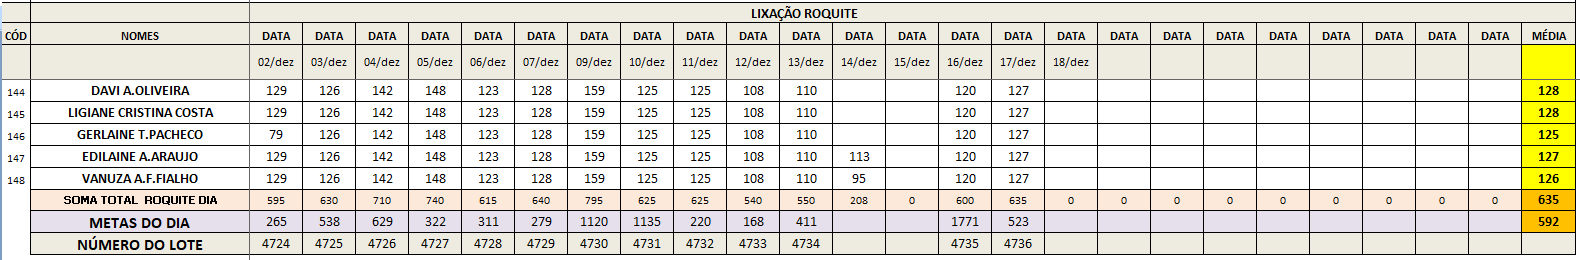 LIXAÇÃO ROQUITE
CÓD NOMES DATA DATA DATA DATA DATA DATA DATA DATA DATA DATA DATA DATA DATA DATA DATA DATA DATA DATA DATA DATA DATA DATA DATA DATA MÉDIA
02/dez 03/dez 04/dez 05/dez 06/dez 07/dez 09/dez 10/dez 11/dez 12/dez 13/dez 14/dez 15/dez 16/dez 17/dez 18/dez
144 DAVI A.OLIVEIRA 129 126 142 148 123 128 159 125 125 108 110 120 127 128
145 LIGIANE CRISTINA COSTA 129 126 142 148 123 128 159 125 125 108 110 120 127 128
146 GERLAINE T.PACHECO 79 126 142 148 123 128 159 125 125 108 110 120 127 125
147 EDILAINE A.ARAUJO 129 126 142 148 123 128 159 125 125 108 110 113 120 127 127
148 VANUZA A.F.FIALHO 129 126 142 148 123 128 159 125 125 108 110 95 120 127 126
SOMA TOTAL ROQUITE DIA 595 630 710 740 615 640 795 625 625 540 550 208 0 600 635 0 0 0 0 0 0 0 0 0 635
METAS DO DIA 265 538 629 322 311 279 1120 1135 220 168 411 1771 523 592
NÚMERO DO LOTE 4724 4725 4726 4727 4728 4729 4730 4731 4732 4733 4734 4735 4736